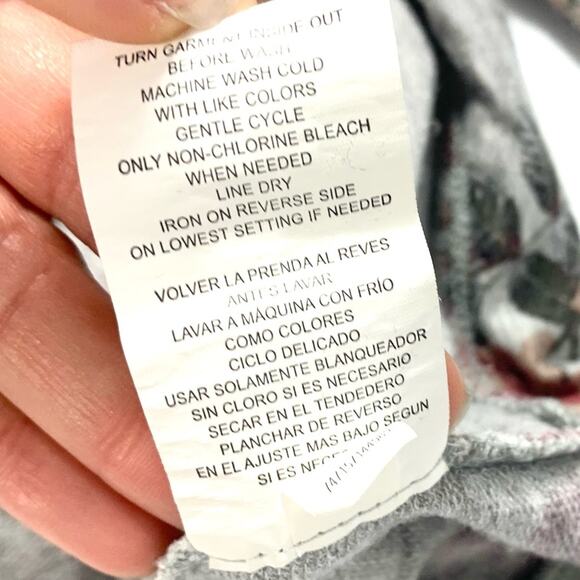 TURN GARMENT INSIDE OUT
BEFORE WASH
MACHINE WASH COLD
WITH LIKE COLORS
GENTLE CYCLE
ONLY NON-CHLORINE BLEACH
WHEN NEEDED
LINE DRY
IRON ON REVERSE SIDE
ON LOWEST SETTING IF NEEDED
VOLVER LA PRENDA AL REVES
ANTES LAVAR
LAVAR A MÁQUINA CON FRÍO
COMO COLORES
CICLO DELICADO
USAR SOLAMENTE BLANQUEADOR
SIN CLORO SI ES NECESARIO
SECAR EN EL TENDEDERO
PLANCHAR DE REVERSO
EN EL AJUSTE MAS BAJO SEGUN
SI ES